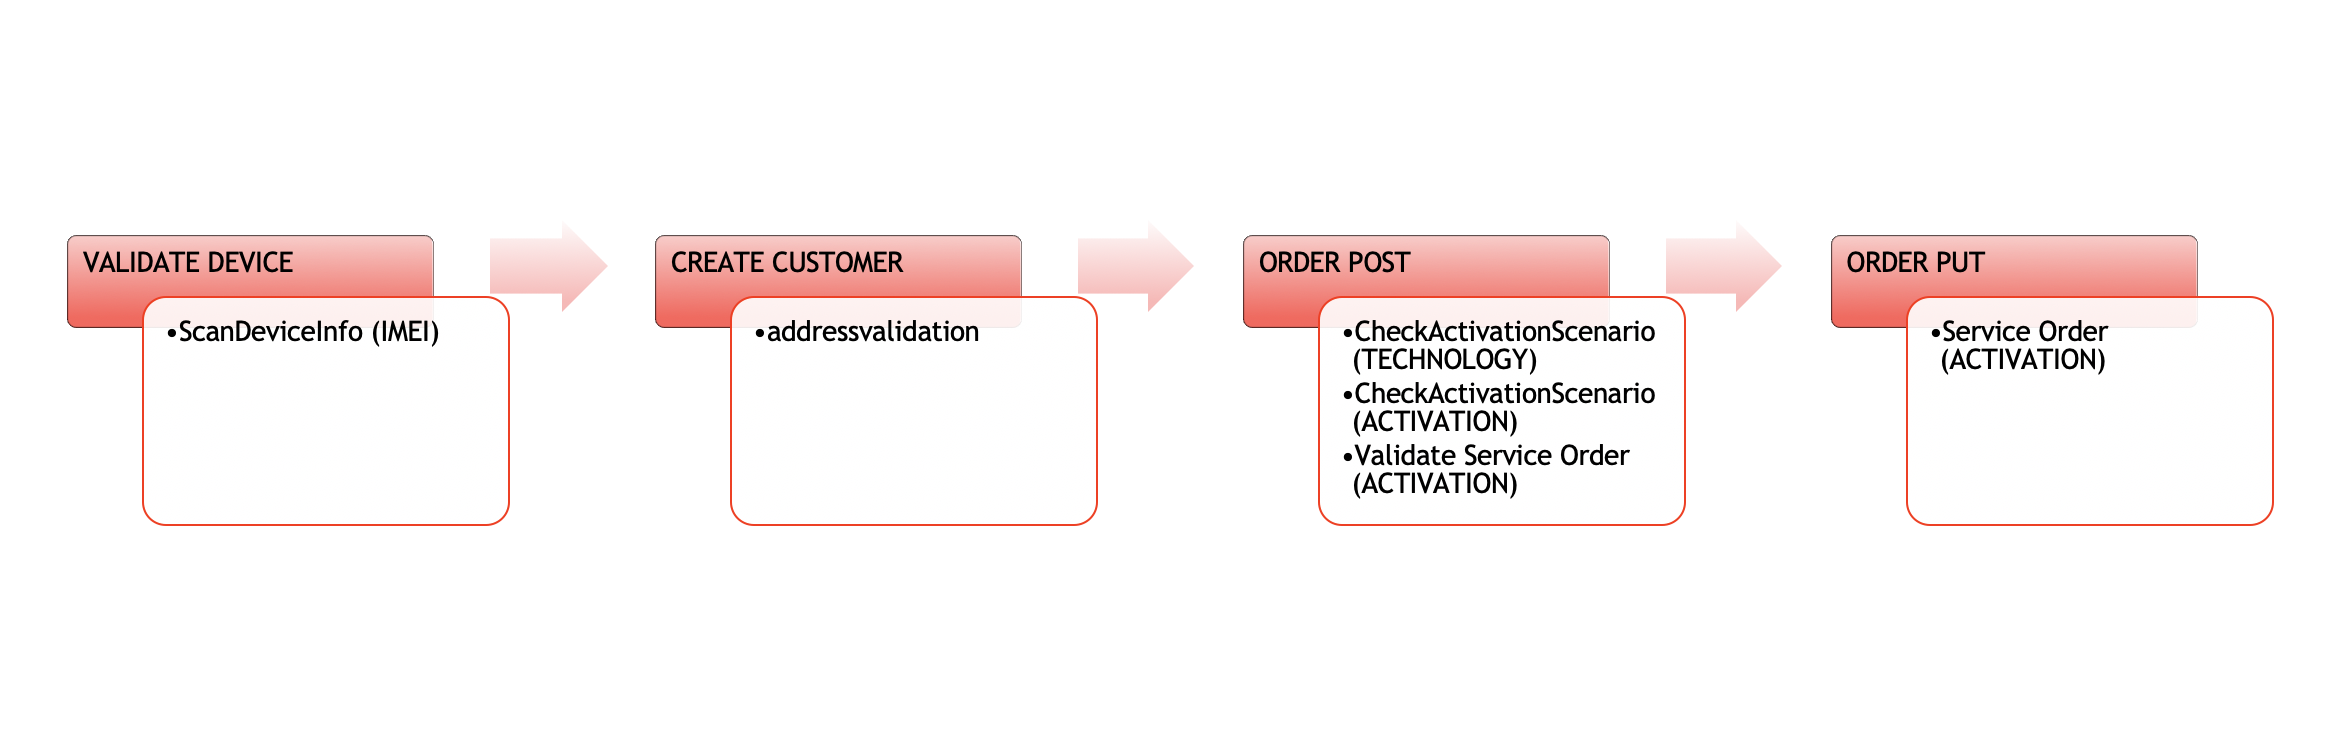 VALIDATE DEVICE
•ScanDeviceInfo (IMEI)
CREATE CUSTOMER
•addressvalidation
ORDER POST
•CheckActivationScenario
(TECHNOLOGY)
•CheckActivationScenario
(ACTIVATION)
•Validate Service Order
(ACTIVATION)
ORDER PUT
•Service Order
(ACTIVATION)